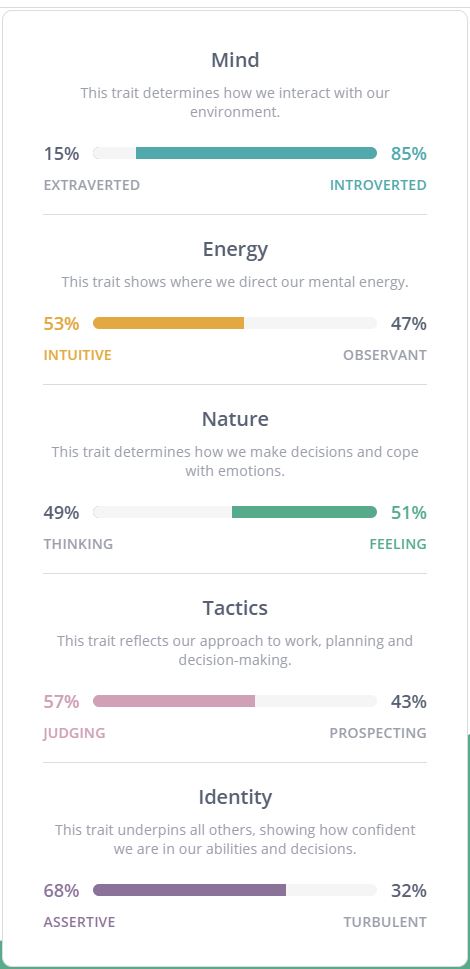 Mind
This trait determines how we interact with our
environment.
15% 85%
EXTRAVERTED INTROVERTED
Energy
This trait shows where we direct our mental energy.
53% 47%
INTUITIVE OBSERVANT
Nature
This trait determines how we make decisions and cope
with emotions.
49% 51%
THINKING FEELING
Tactics
This trait reflects our approach to work, planning and
decision-making.
57% 43%
JUDGING PROSPECTING
Identity
This trait underpins all others, showing how confident
we are in our abilities and decisions.
68% 32%
ASSERTIVE TURBULENT